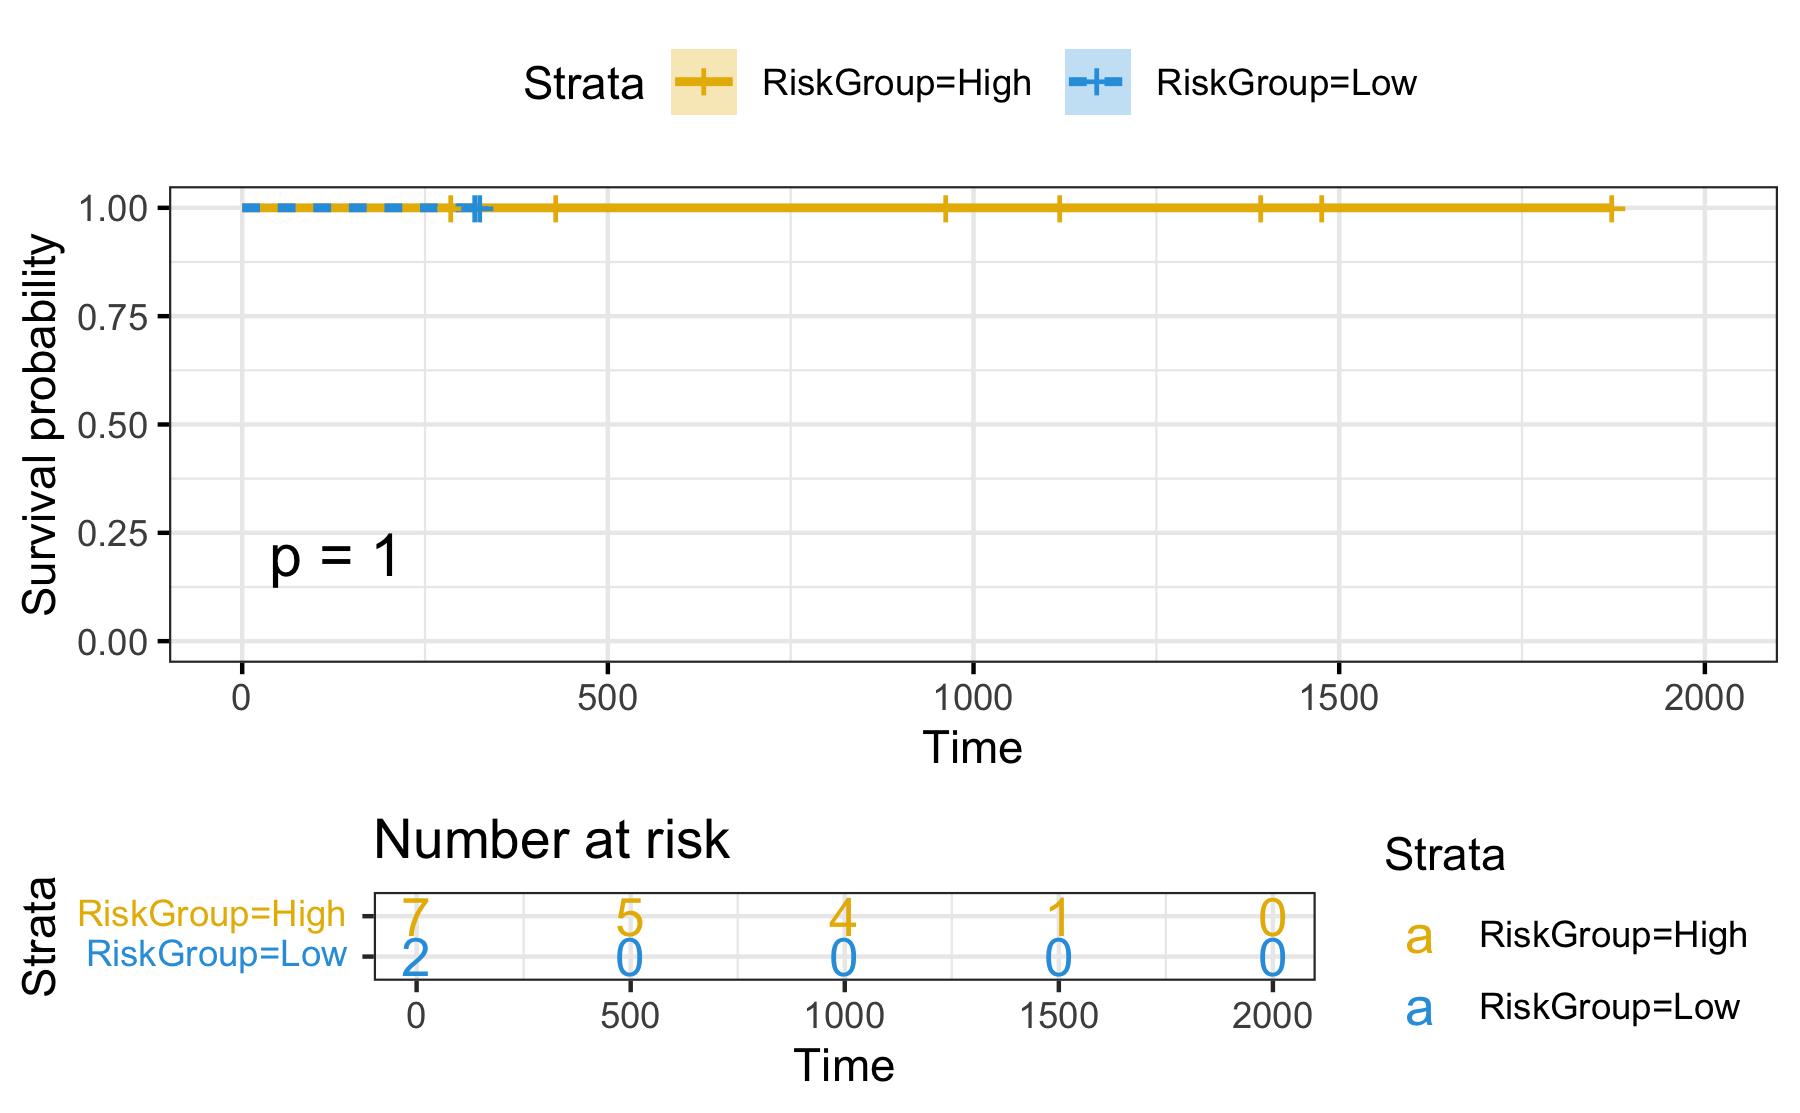 Strata RiskGroup=High RiskGroup=Low
Survival probability
1.00
0.75
0.50
0.25
0.00
p = 1
0 500 1000 1500 2000
Time
Number at risk
Strata
RiskGroup=High 7 5 4 1 0
RiskGroup=Low 2 0 0 0 0
0 500 1000 1500 2000
Time
Strata
a RiskGroup=High
a RiskGroup=Low